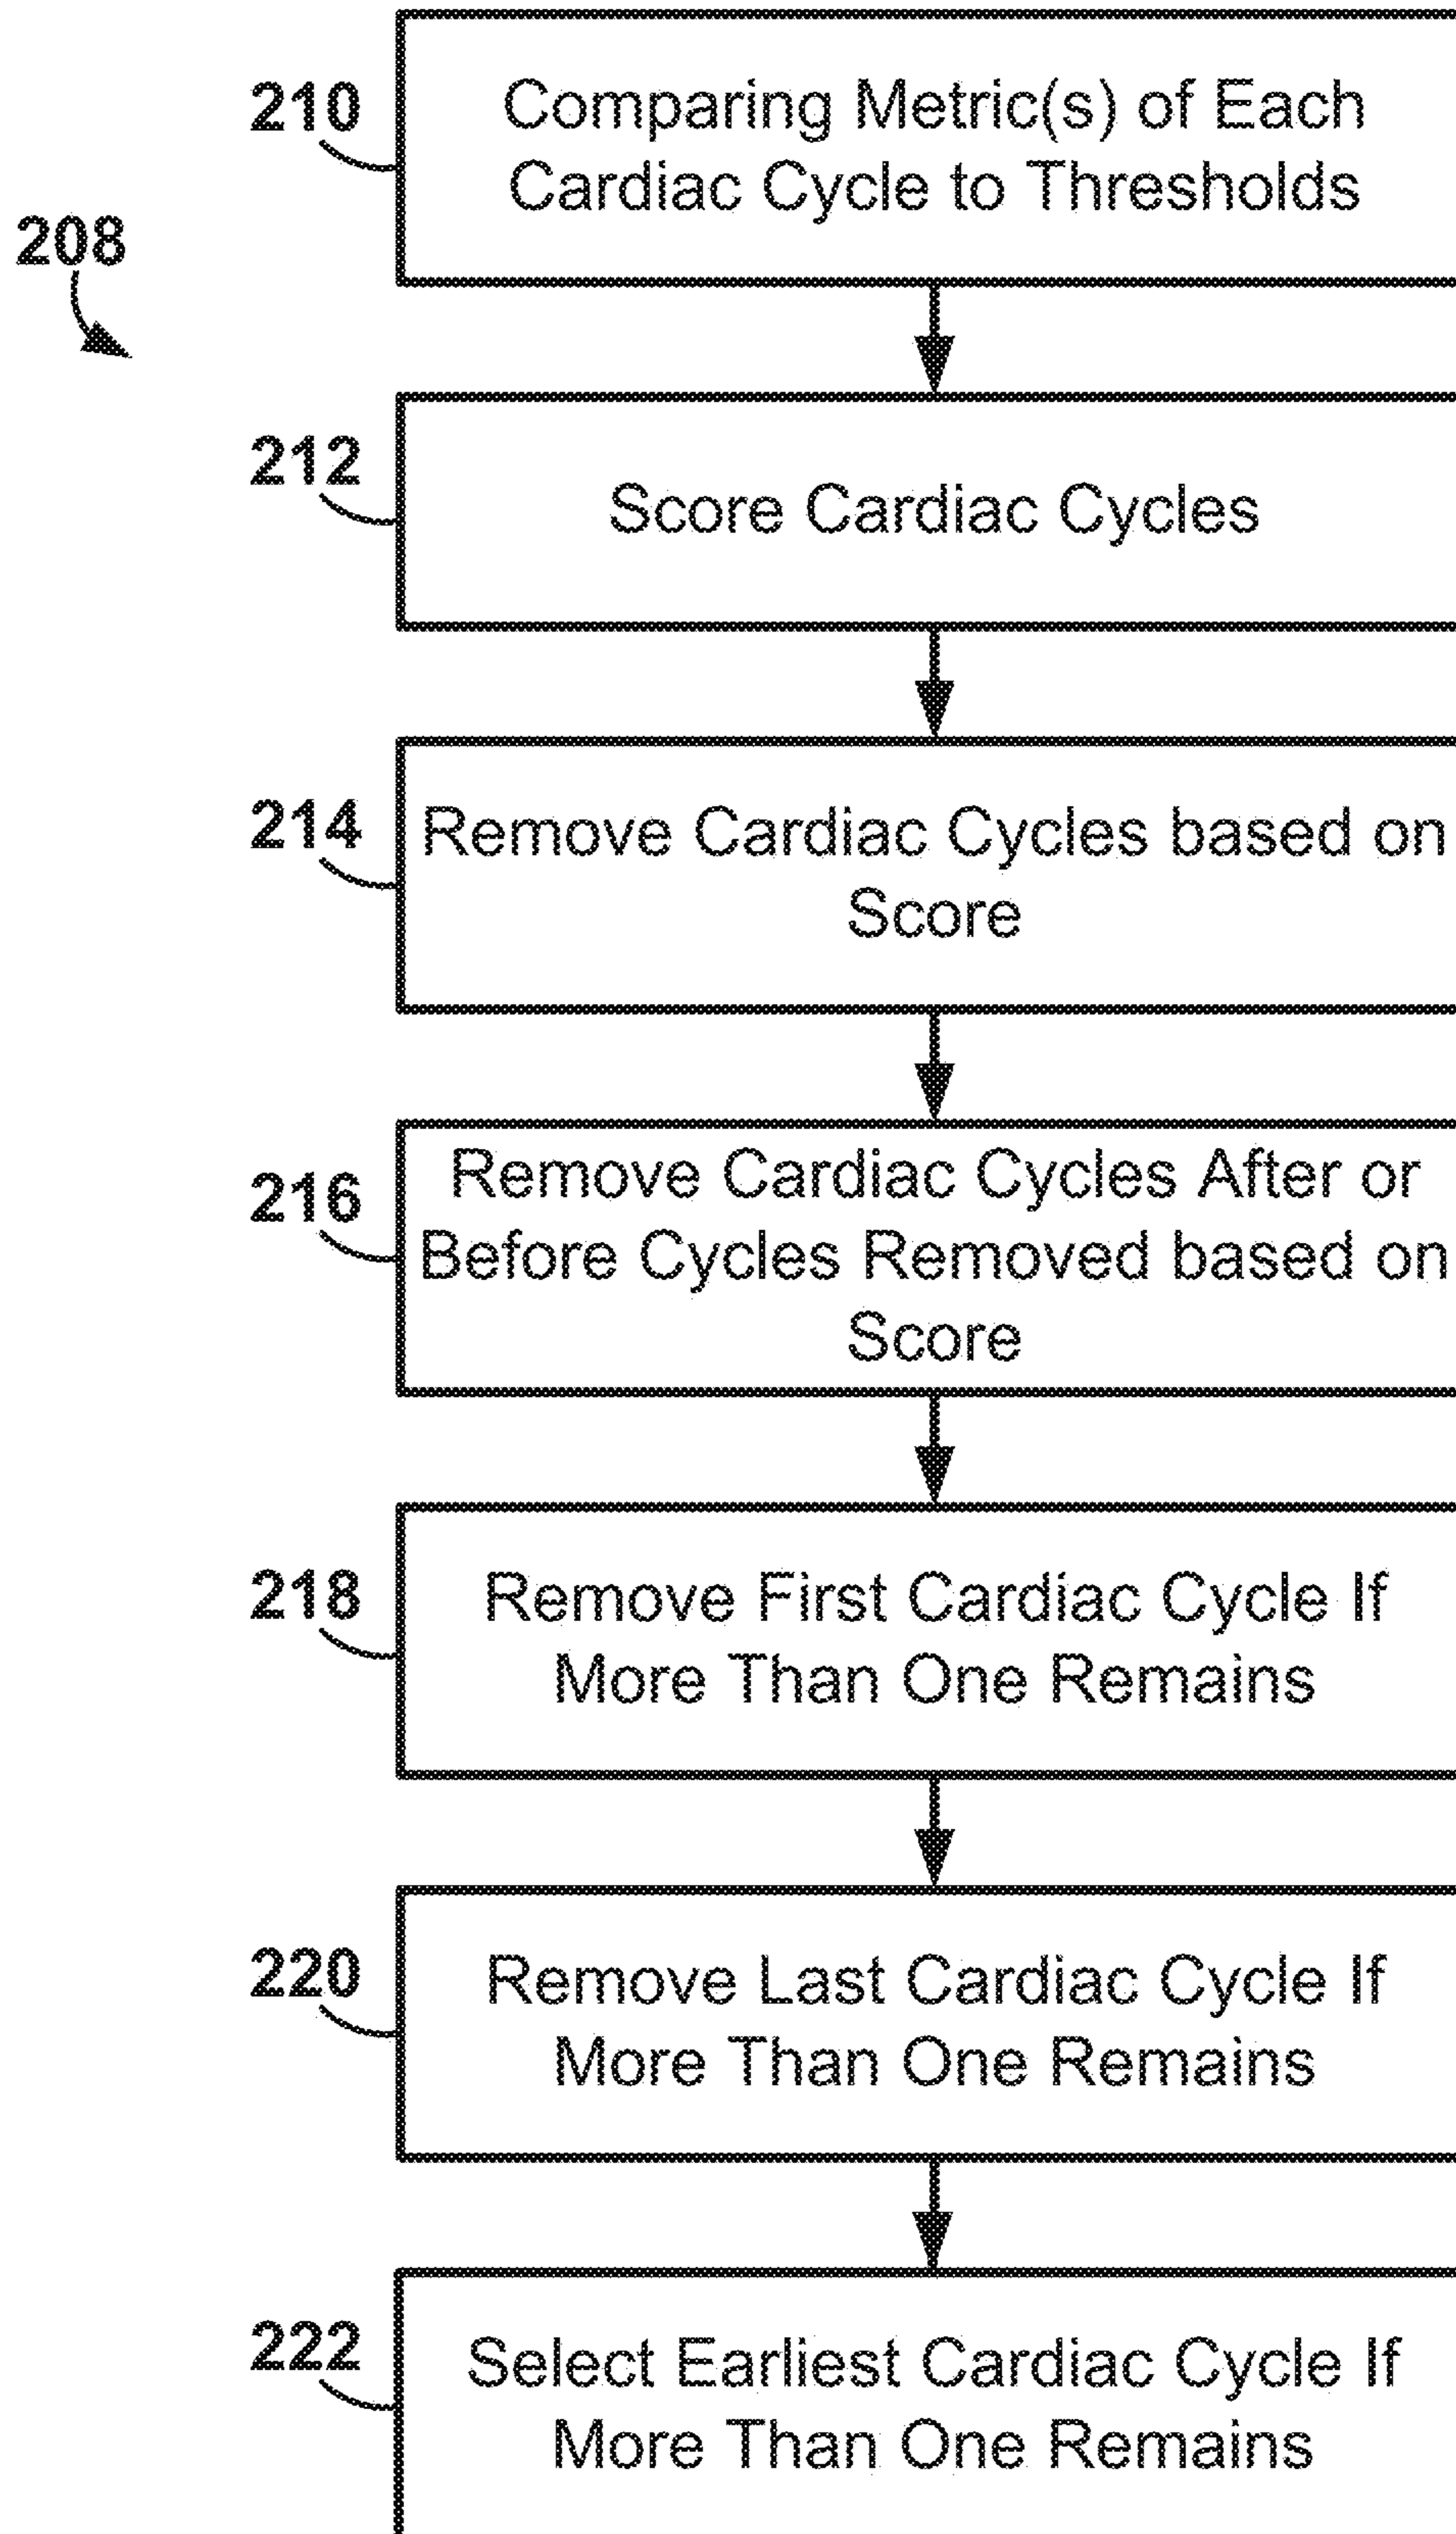 210
Comparing Metric(s) of Each
Cardiac Cycle to Thresholds
208
212
Score Cardiac Cycles
214
Remove Cardiac Cycles based on
Score
216
Remove Cardiac Cycles After or
Before Cycles Removed based on
Score
218
Remove First Cardiac Cycle If
More Than One Remains
220
Remove Last Cardiac Cycle If
More Than One Remains
222
Select Earliest Cardiac Cycle If
More Than One Remains